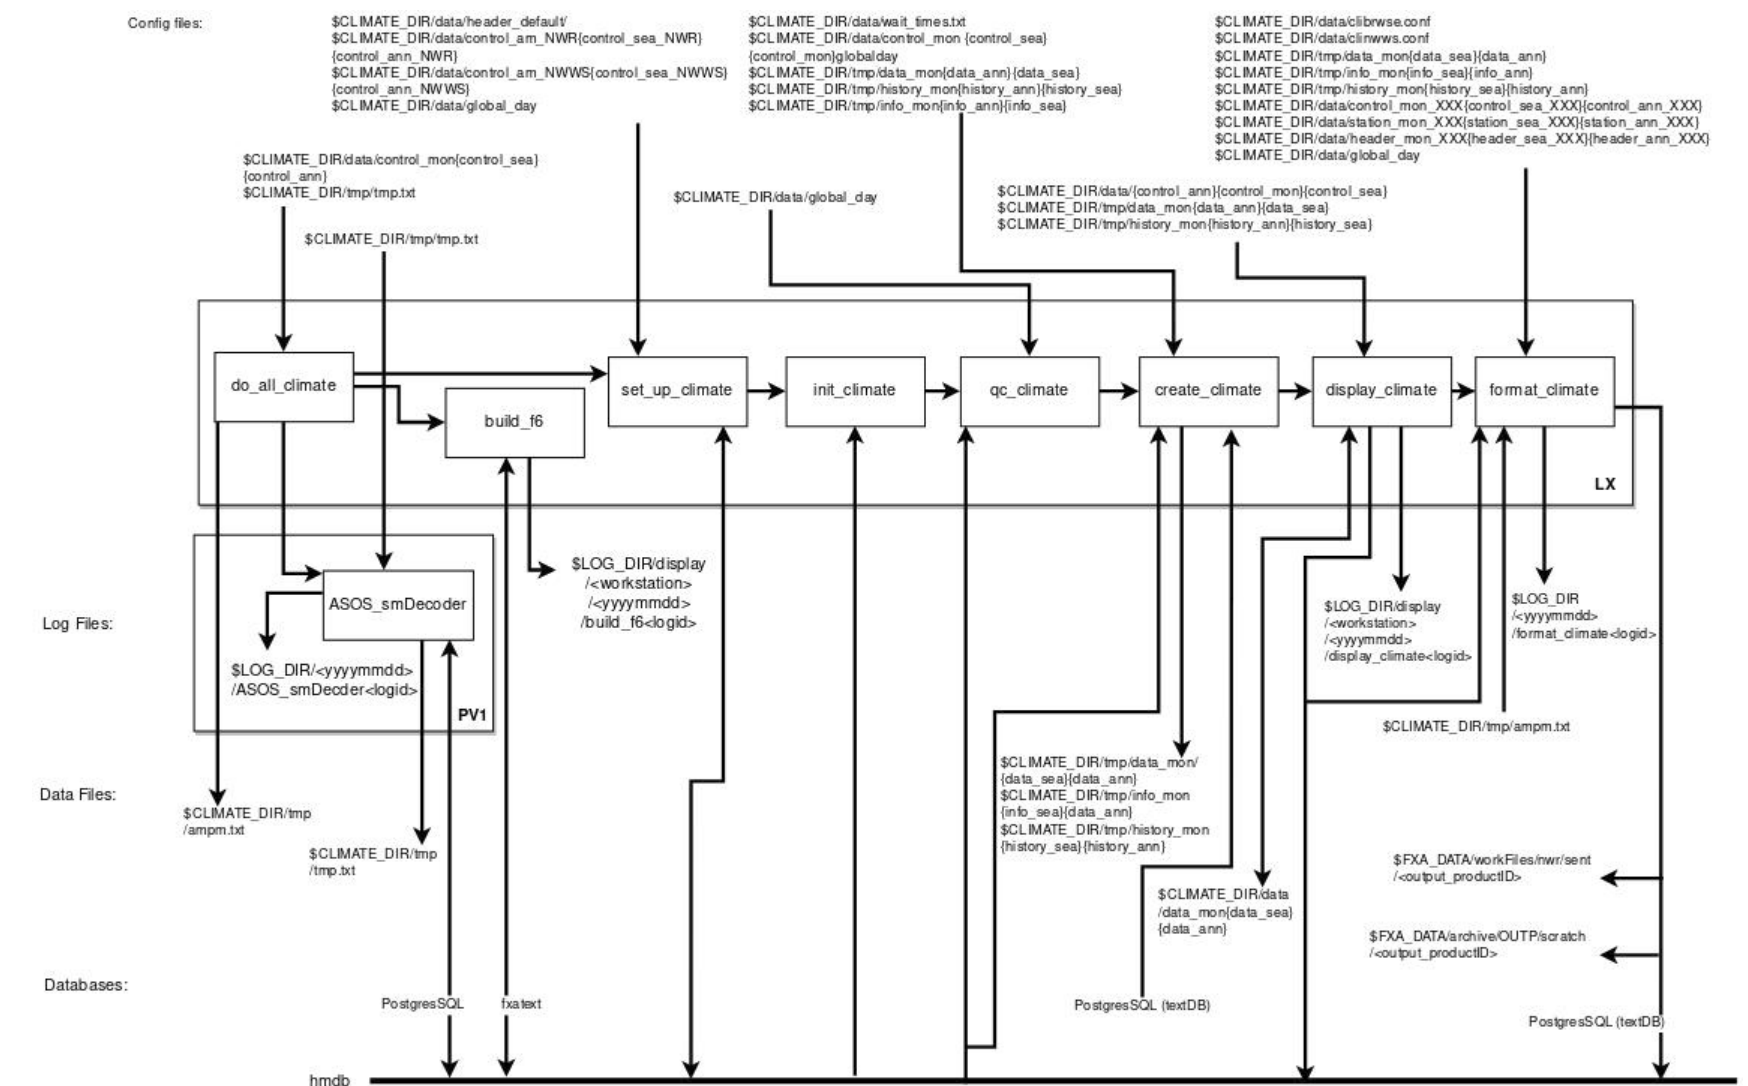 Config files:
$CLIMATE_DIR/data/header_default/
$CLIMATE_DIR/data/control_am_NWR{control_sea_NWR}
{control_ann_NWR}
$CLIMATE_DIR/data/control_am_NWWS{control_sea_NWWS}
{control_ann_NWWS}
$CLIMATE_DIR/data/global_day
$CLIMATE_DIR/data/wait_times.txt
$CLIMATE_DIR/data/control_mon {control_sea}
{control_mon}globalday
$CLIMATE_DIR/tmp/data_mon{data_ann}{data_sea}
$CLIMATE_DIR/tmp/history_mon{history_ann}{history_sea}
$CLIMATE_DIR/tmp/info_mon{info_ann}{info_sea}
$CLIMATE_DIR/data/clibrwse.conf
$CLIMATE_DIR/data/clinwws.conf
$CLIMATE_DIR/tmp/data_mon{data_sea}{data_ann}
$CLIMATE_DIR/tmp/info_mon{info_sea}{info_ann}
$CLIMATE_DIR/tmp/history_mon{history_sea}{history_ann}
$CLIMATE_DIR/data/control_mon_XXX{control_sea_XXX}{control_ann_XXX}
$CLIMATE_DIR/data/station_mon_XXX{station_sea_XXX}{station_ann_XXX}
$CLIMATE_DIR/data/header_mon_XXX{header_sea_XXX}{header_ann_XXX}
$CLIMATE_DIR/data/global_day
$CLIMATE_DIR/data/control_mon{control_sea}
{control_ann}
$CLIMATE_DIR/tmp/tmp.txt
$CLIMATE_DIR/tmp/tmp.txt
$CLIMATE_DIR/data/global_day
$CLIMATE_DIR/data/{control_ann}{control_mon}{control_sea}
$CLIMATE_DIR/tmp/data_mon{data_ann}{data_sea}
$CLIMATE_DIR/tmp/history_mon{history_ann}{history_sea}
do_all_climate
build_f6
set_up_climate
init_climate
qc_climate
create_climate
display_climate
format_climate
LX
Log Files:
ASOS_smDecoder
$LOG_DIR/<yyyymmdd>
/ASOS_smDecder<logid>
PV1
$LOG_DIR/display
/<workstation>
/<yyyymmdd>
/build_f6<logid>
$LOG_DIR/display
/<workstation>
/<yyyymmdd>
/display_climate<logid>
$LOG_DIR
/<yyyymmdd>
/format_climate<logid>
$CLIMATE_DIR/tmp/ampm.txt
Data Files:
$CLIMATE_DIR/tmp
/ampm.txt
$CLIMATE_DIR/tmp
/tmp.txt
$CLIMATE_DIR/tmp/data_mon/
{data_sea}{data_ann}
$CLIMATE_DIR/tmp/info_mon
{info_sea}{data_ann}
$CLIMATE_DIR/tmp/history_mon
{history_sea}{history_ann}
$CLIMATE_DIR/data
/data_mon{data_sea}
{data_ann}
$FXA_DATA/workFiles/nwr/sent
/<output_productID>
$FXA_DATA/archive/OUTP/scratch
/<output_productID>
Databases:
PostgresSQL
fxatext
PostgresSQL (textDB)
PostgresSQL (textDB)
hmdb